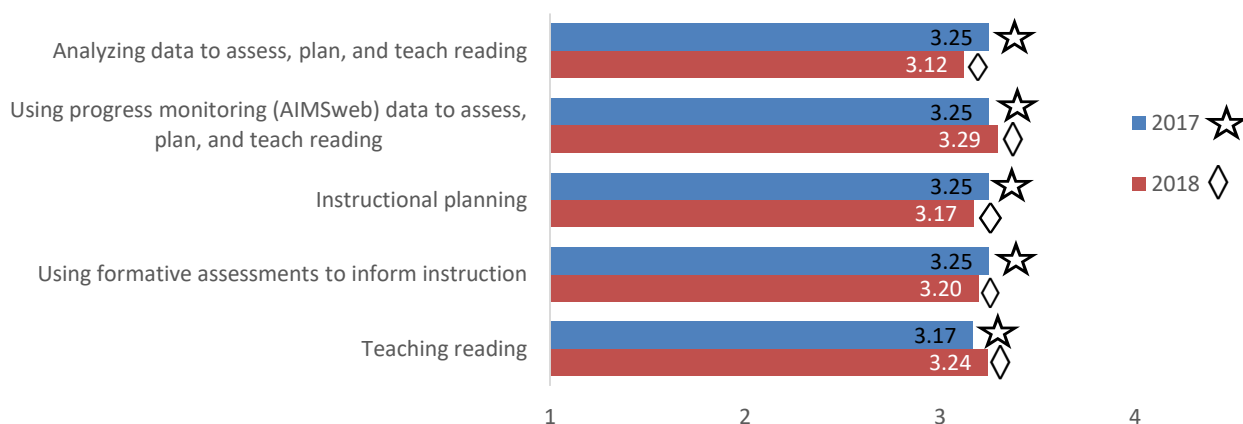 Analyzing data to assess, plan, and teach reading
3.25
3.12
Using progress monitoring (AIMSweb) data to assess,
plan, and teach reading
3.25
3.29
Instructional planning
3.25
3.17
Using formative assessments to inform instruction
3.25
3.20
Teaching reading
3.17
3.24
2017
2018
1 2 3 4